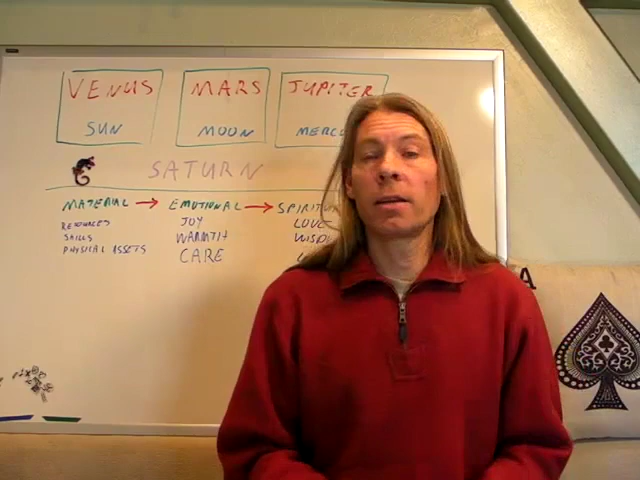 VENUS MARS JUPITER
SUN MOON
SATURN
MATERIAL → EMOTIONAL →
RESOURCES JOY
SKILLS WARMTH
PHYSICAL ASSETS CARE
A